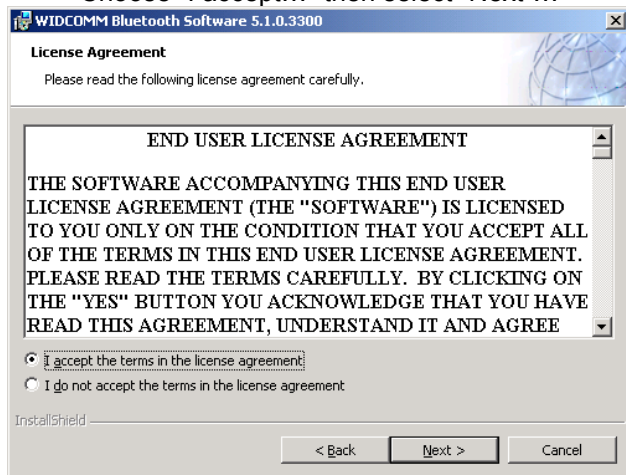 WIDCOMM Bluetooth Software 5.1.0.3300
License Agreement
Please read the following license agreement carefully.
END USER LICENSE AGREEMENT
THE SOFTWARE ACCOMPANYING THIS END USER
LICENSE AGREEMENT (THE "SOFTWARE") IS LICENSED
TO YOU ONLY ON THE CONDITION THAT YOU ACCEPT ALL
OF THE TERMS IN THIS END USER LICENSE AGREEMENT.
PLEASE READ THE TERMS CAREFULLY. BY CLICKING ON
THE "YES" BUTTON YOU ACKNOWLEDGE THAT YOU HAVE
READ THIS AGREEMENT, UNDERSTAND IT AND AGREE
I accept the terms in the license agreement
I do not accept the terms in the license agreement
InstallShield
< Back Next > Cancel